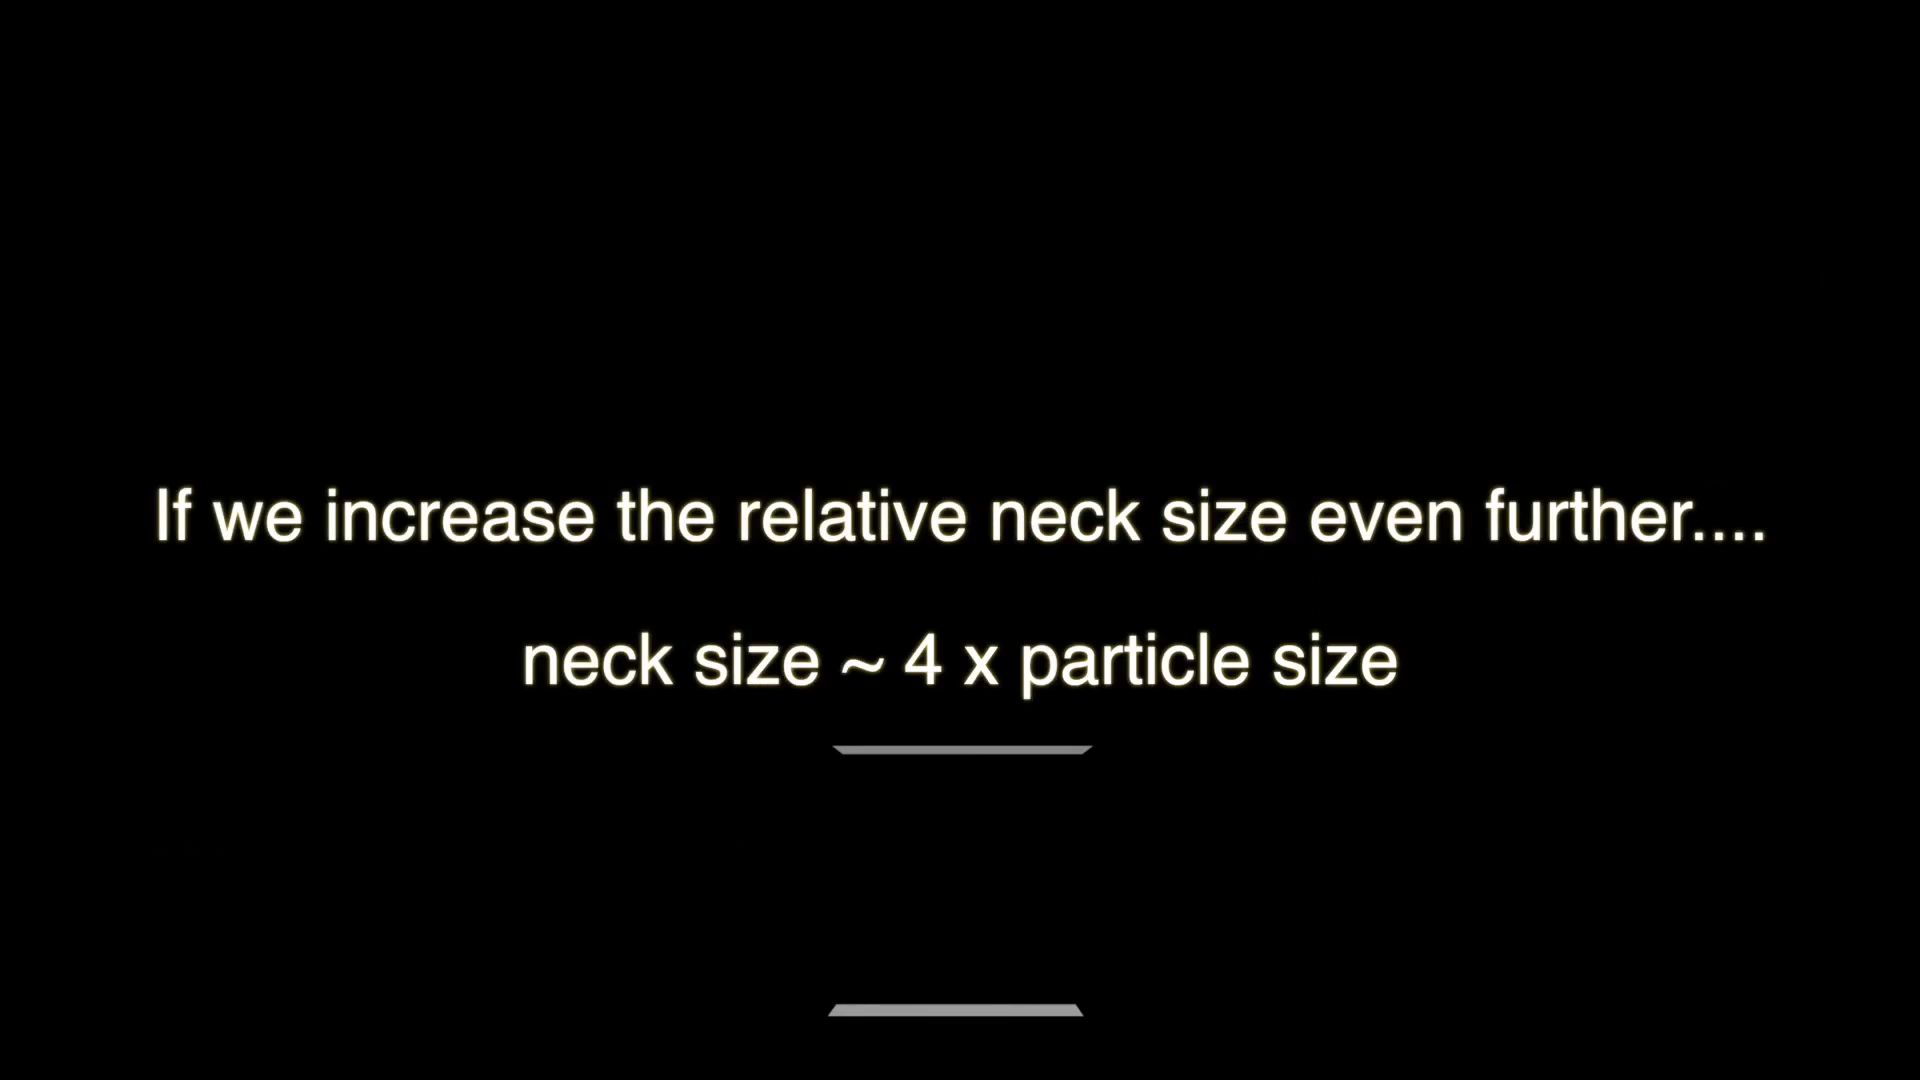 If we increase the relative neck size even further....
neck size ~ 4 x particle size